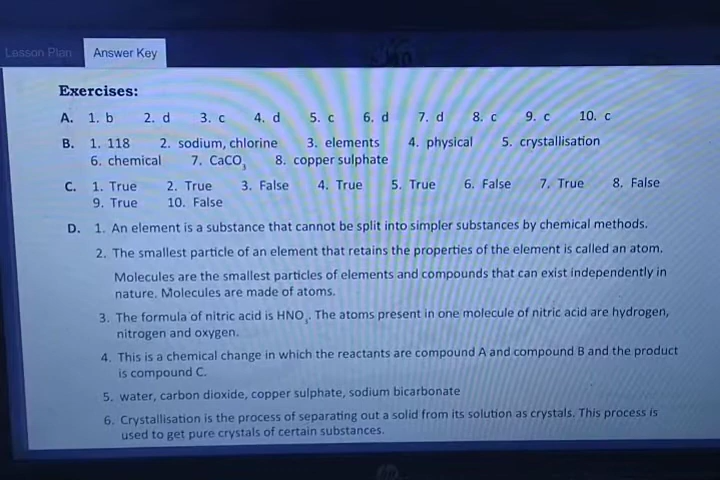 Lesson Plan Answer Key
Exercises:
A. 1. b 2. d 3. c 4. d 5. c 6. d 7. d 8. c 9. c 10. c
B. 1. 118 2. sodium, chlorine 3. elements 4. physical 5. crystallisation
6. chemical 7. CaCO₃ 8. copper sulphate
C. 1. True 2. True 3. False 4. True 5. True 6. False 7. True 8. False
9. True 10. False
D. 1. An element is a substance that cannot be split into simpler substances by chemical methods.
2. The smallest particle of an element that retains the properties of the element is called an atom.
Molecules are the smallest particles of elements and compounds that can exist independently in
nature. Molecules are made of atoms.
3. The formula of nitric acid is HNO₃. The atoms present in one molecule of nitric acid are hydrogen,
nitrogen and oxygen.
4. This is a chemical change in which the reactants are compound A and compound B and the product
is compound C.
5. water, carbon dioxide, copper sulphate, sodium bicarbonate
6. Crystallisation is the process of separating out a solid from its solution as crystals. This process is
used to get pure crystals of certain substances.
hp